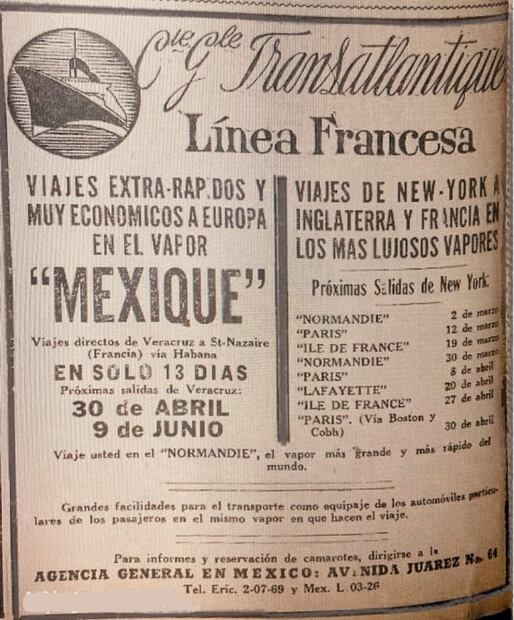 Cie Gle Transatlantique
Línea Francesa
VIAJES EXTRA-RAPIDOS Y
MUY ECONOMICOS A EUROPA
EN EL VAPOR
"MEXIQUE"
Viajes directos de Veracruz a St-Nazaire
(Francia) vía Habana
EN SOLO 13 DIAS
Próximas salidas de Veracruz:
30 de ABRIL
9 de JUNIO
VIAJES DE NEW-YORK A
INGLATERRA Y FRANCIA EN
LOS MAS LUJOSOS VAPORES
Próximas Salidas de New York:
"NORMANDIE" 2 de marzo
"PARIS" 12 de marzo
"ILE DE FRANCE" 19 de marzo
"NORMANDIE" 30 de marzo
"PARIS" 8 de abril
"LAFAYETTE" 20 de abril
"ILE DE FRANCE" 27 de abril
"PARIS". (Vía Boston y
Cobh) 30 de abril
Viaje usted en el "NORMANDIE", el vapor más grande y más rápido del
mundo.
Grandes facilidades para el transporte como equipaje de los automóviles particu-
lares de los pasajeros en el mismo vapor en que hacen el viaje.
Para informes y reservación de camarotes, dirigirse a la
AGENCIA GENERAL EN MEXICO: AVENIDA JUAREZ No. 64
Tel. Eric. 2-07-69 y Mex. L 03-26